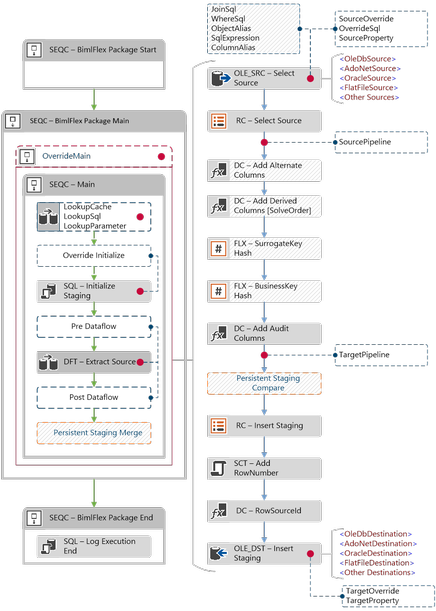 SEQC – BimlFlex Package Start
SEQC – BimlFlex Package Main
OverrideMain
SEQC – Main
LookupCache
LookupSql
LookupParameter
Override Initialize
SQL – Initialize
Staging
Pre Dataflow
DFT – Extract Source
Post Dataflow
Persistent Staging Merge
SEQC – BimlFlex Package End
SQL – Log Execution
End
JoinSql
WhereSql
ObjectAlias
SqlExpression
ColumnAlias
SourceOverride
OverrideSql
SourceProperty
OLE_SRC – Select
Source
<OleDbSource>
<AdoNetSource>
<OracleSource>
<FlatFileSource>
<Other Sources>
RC – Select Source
SourcePipeline
DC – Add Alternate
Columns
DC – Add Derived
Columns [SolveOrder]
FLX – SurrogateKey
Hash
FLX – BusinessKey
Hash
DC – Add Audit
Columns
TargetPipeline
Persistent Staging
Compare
RC – Insert Staging
SCT – Add
RowNumber
DC – RowSourceId
OLE_DST – Insert
Staging
<OleDbDestination>
<AdoNetDestination>
<OracleDestination>
<FlatFileDestination>
<Other Destinations>
TargetOverride
TargetProperty